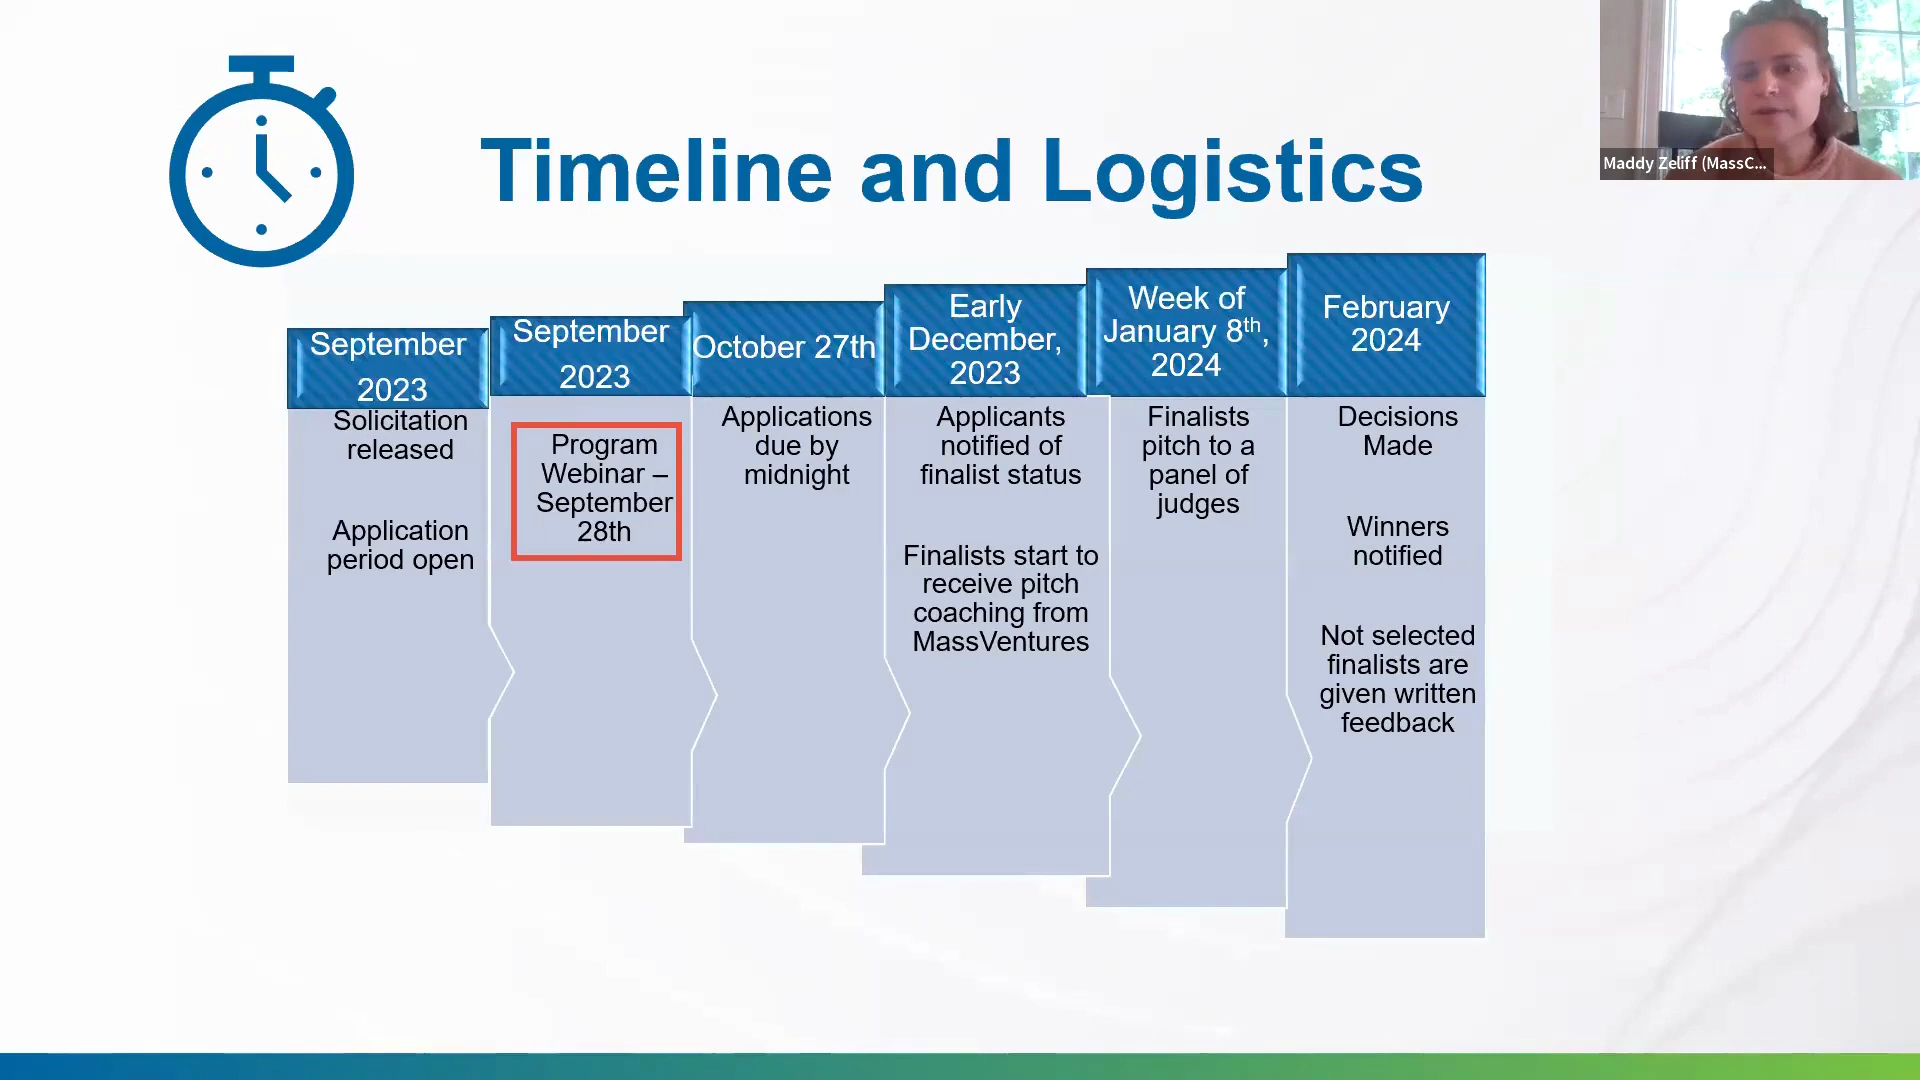 Timeline and Logistics
Maddy Zeliff (MassC...
September
2023
Solicitation
released
Application
period open
September
2023
Program
Webinar –
September
28th
October 27th
Applications
due by
midnight
Early
December,
2023
Applicants
notified of
finalist status
Finalists start to
receive pitch
coaching from
MassVentures
Week of
January 8th,
2024
Finalists
pitch to a
panel of
judges
February
2024
Decisions
Made
Winners
notified
Not selected
finalists are
given written
feedback